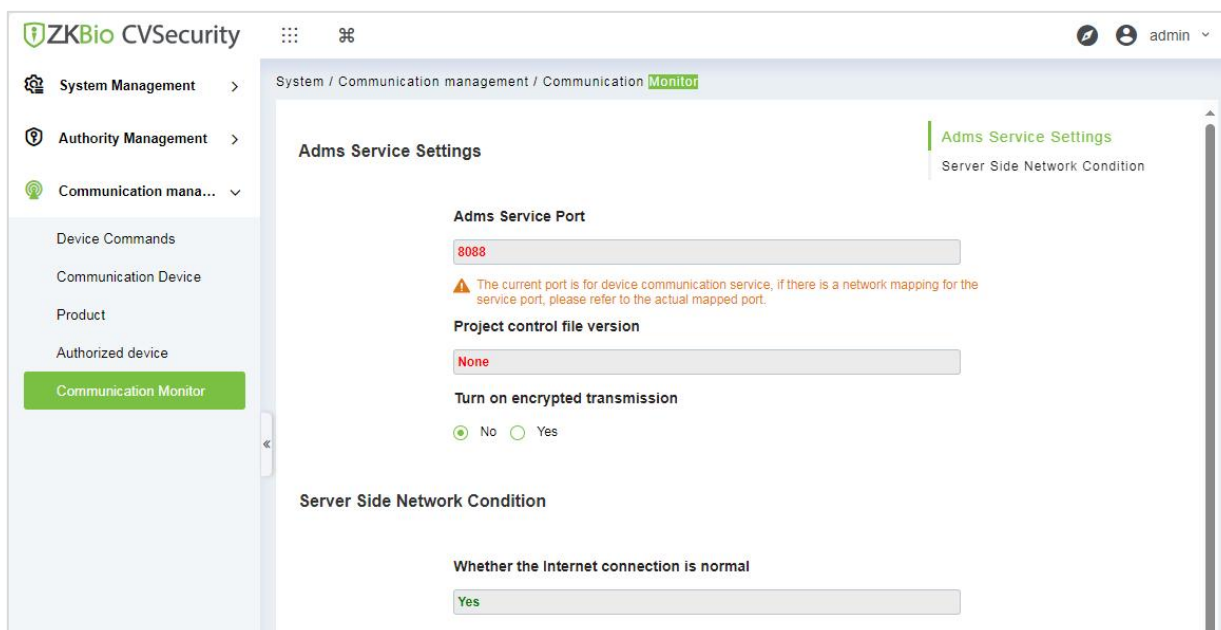 ZKBio CVSecurity
admin
System Management
Authority Management
Communication mana...
Device Commands
Communication Device
Product
Authorized device
Communication Monitor
System / Communication management / Communication Monitor
Adms Service Settings
Adms Service Port
8088
The current port is for device communication service, if there is a network mapping for the
service port, please refer to the actual mapped port.
Project control file version
None
Turn on encrypted transmission
No Yes
Server Side Network Condition
Whether the Internet connection is normal
Yes
Adms Service Settings
Server Side Network Condition